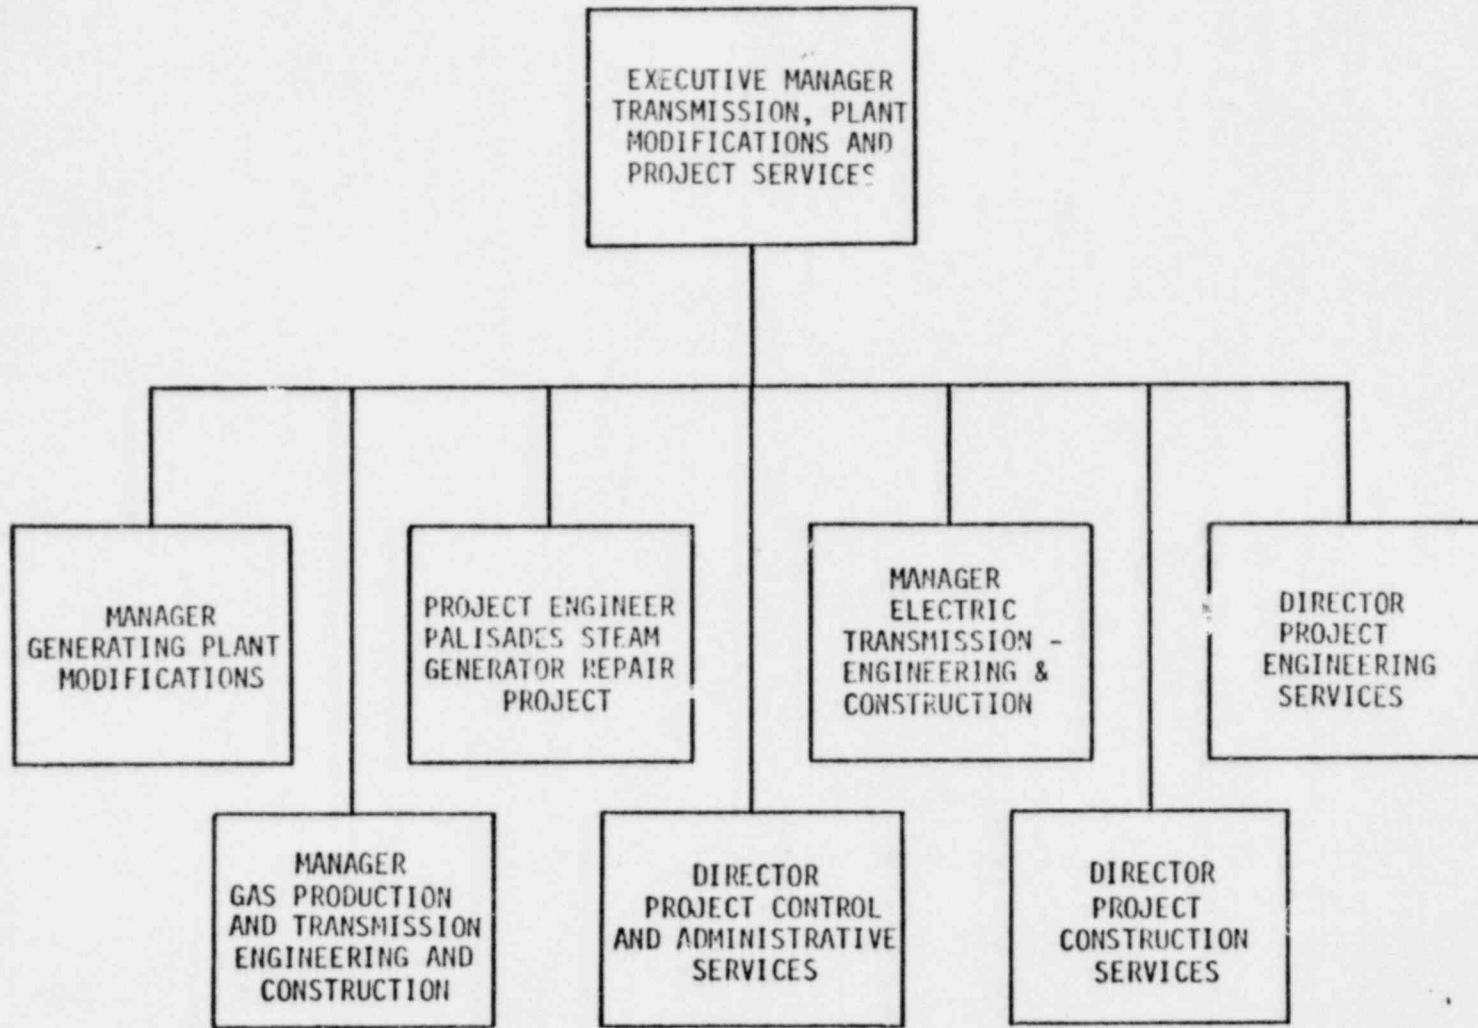 EXECUTIVE MANAGER
TRANSMISSION, PLANT
MODIFICATIONS AND
PROJECT SERVICES
MANAGER
GENERATING PLANT
MODIFICATIONS
PROJECT ENGINEER
PALISADES STEAM
GENERATOR REPAIR
PROJECT
MANAGER
ELECTRIC
TRANSMISSION -
ENGINEERING &
CONSTRUCTION
DIRECTOR
PROJECT
ENGINEERING
SERVICES
MANAGER
GAS PRODUCTION
AND TRANSMISSION
ENGINEERING AND
CONSTRUCTION
DIRECTOR
PROJECT CONTROL
AND ADMINISTRATIVE
SERVICES
DIRECTOR
PROJECT
CONSTRUCTION
SERVICES